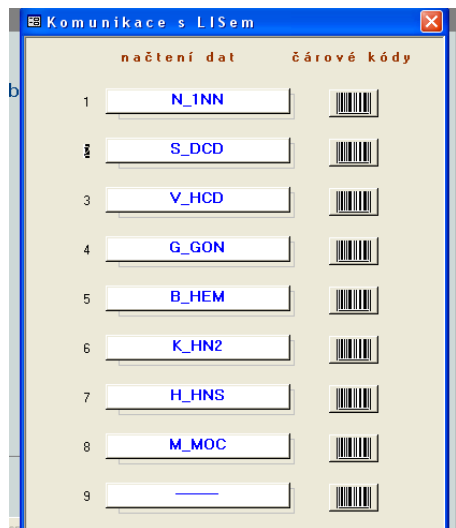 Komunikace s LISem
načtení dat čárové kódy
b
1 N_1NN
S_DCD
3 V_HCD
4 G_GON
5 B_HEM
6 K_HN2
7 H_HNS
8 M_MOC
9 ———